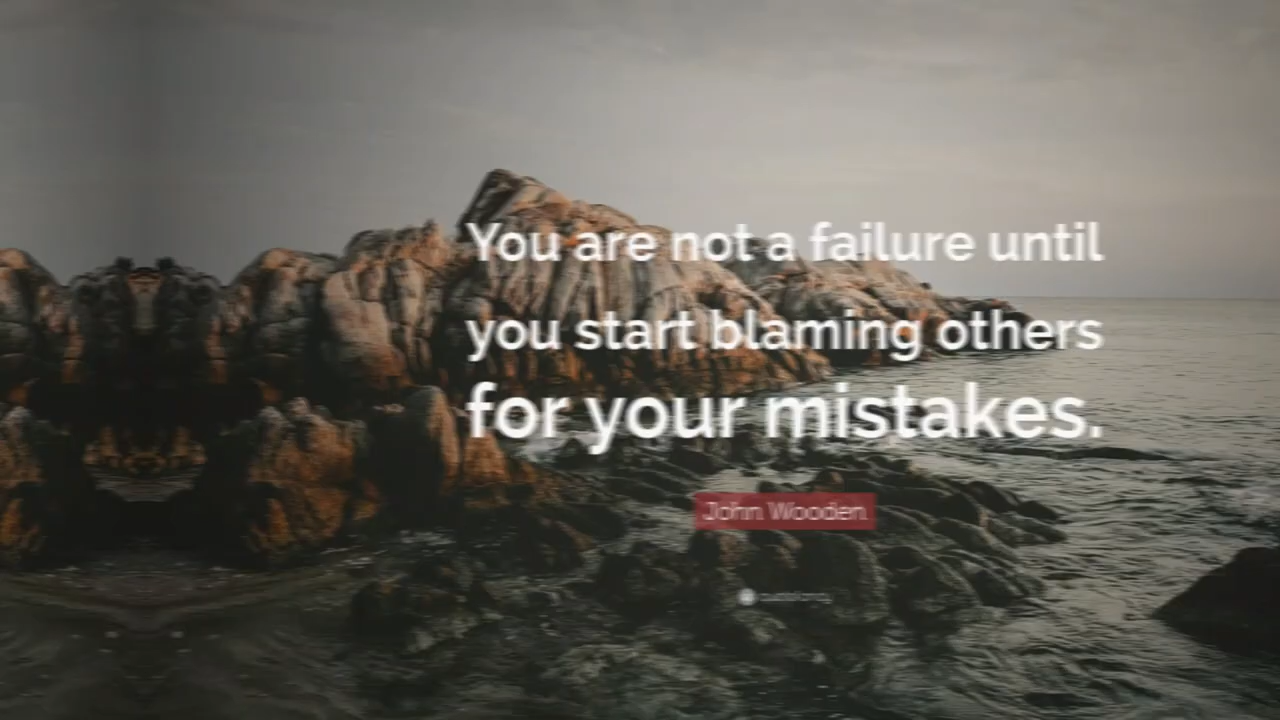 You are not a failure until
you start blaming others
for your mistakes.
John Wooden